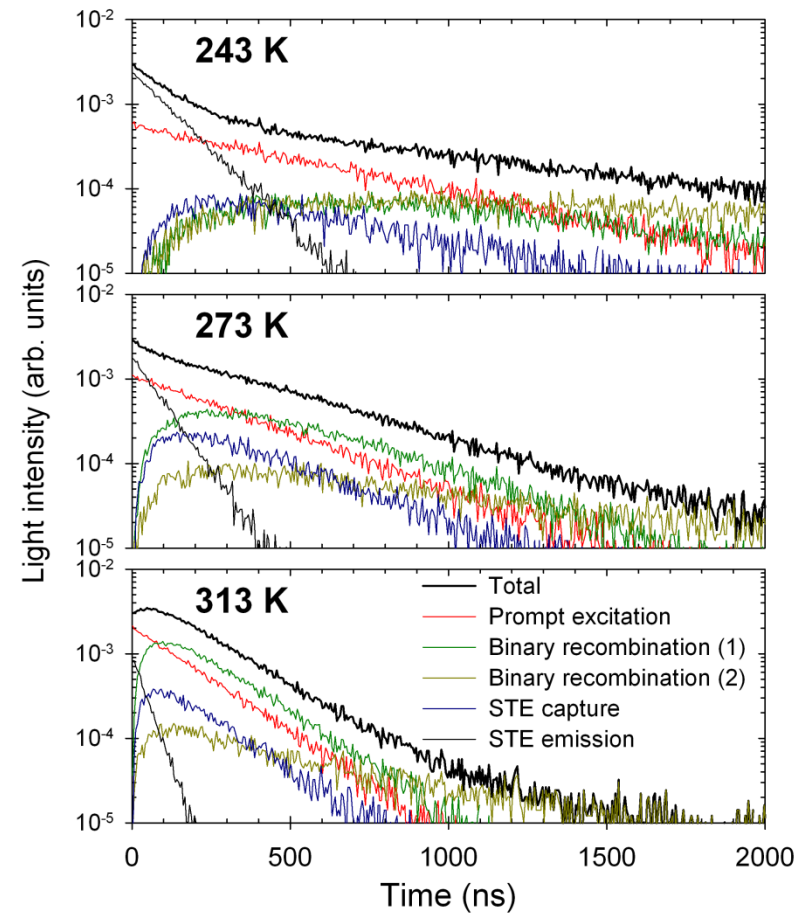 10⁻²
243 K
10⁻³
10⁻⁴
10⁻⁵
10⁻²
273 K
10⁻³
10⁻⁴
10⁻⁵
10⁻²
313 K
10⁻³
10⁻⁴
10⁻⁵
Light intensity (arb. units)
Total
Prompt excitation
Binary recombination (1)
Binary recombination (2)
STE capture
STE emission
0 500 1000 1500 2000
Time (ns)